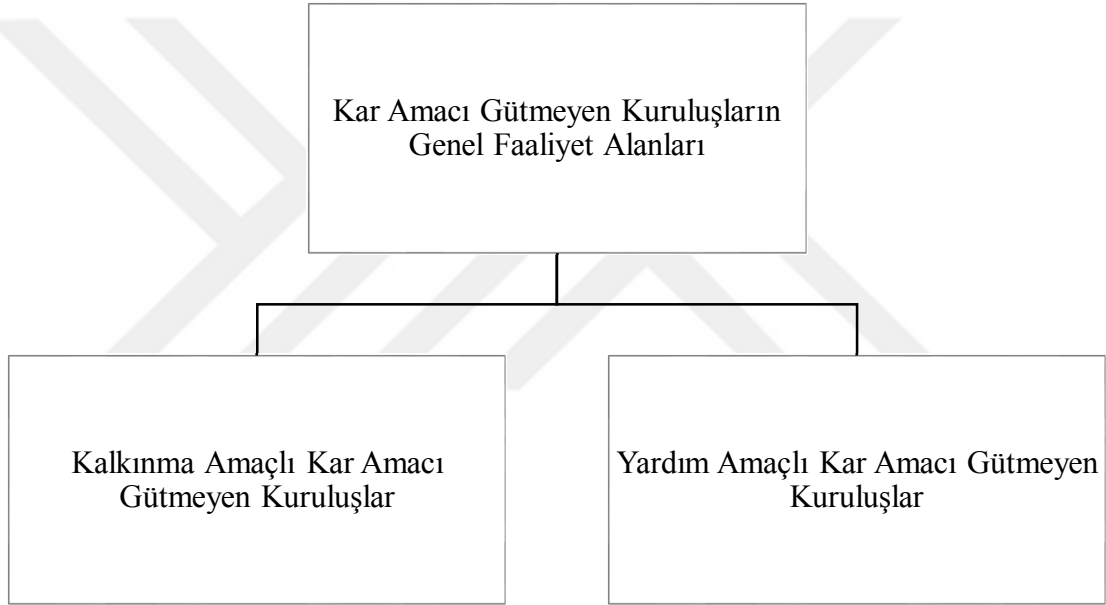 Kar Amacı Gütmeyen Kuruluşların
Genel Faaliyet Alanları
Kalkınma Amaçlı Kar Amacı
Gütmeyen Kuruluşlar
Yardım Amaçlı Kar Amacı Gütmeyen
Kuruluşlar